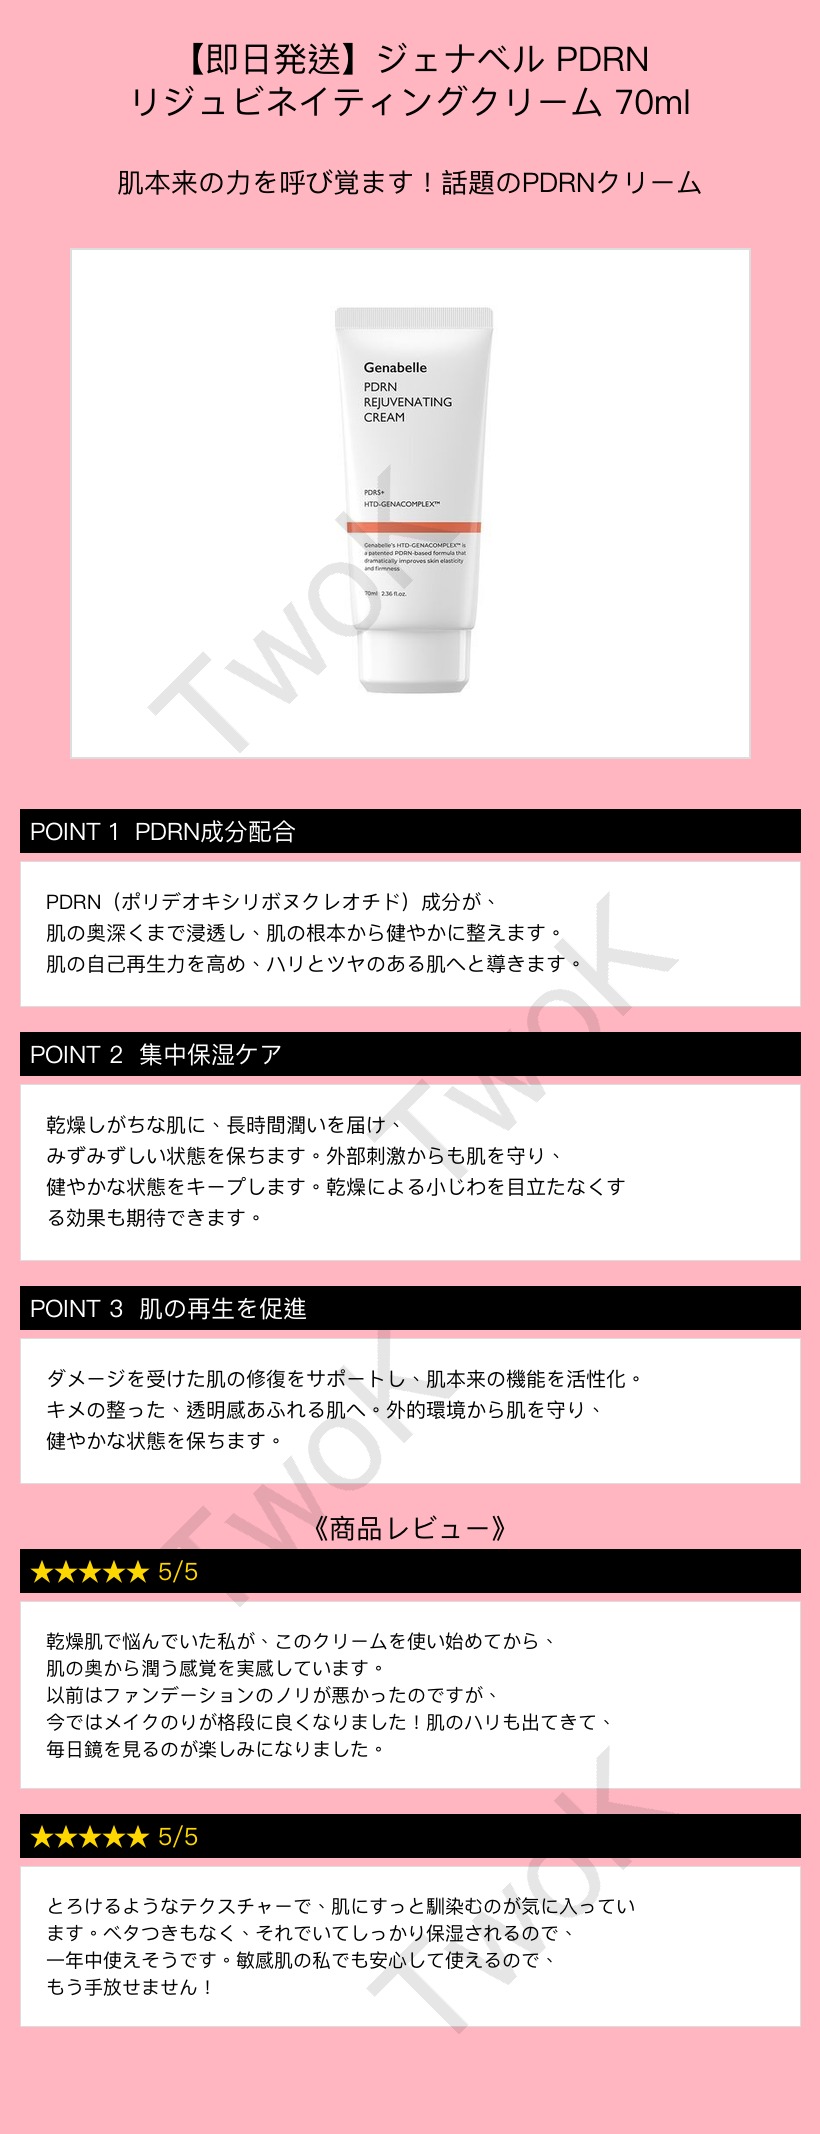 【即日発送】ジェナベル PDRN
リジュビネイティングクリーム 70ml
肌本来の力を呼び覚ます！話題のPDRNクリーム
Genabelle
PDRN
REJUVENATING
CREAM
PDRS+
HTD-GENACOMPLEX™
Genabelle's HTD-GENACOMPLEX™ is
a patented PDRN-based formula that
dramatically improves skin elasticity
and firmness
70ml 2.36 fl.oz.
TwoK
POINT 1 PDRN成分配合
PDRN（ポリデオキシリボヌクレオチド）成分が、
肌の奥深くまで浸透し、肌の根本から健やかに整えます。
肌の自己再生力を高め、ハリとツヤのある肌へと導きます。
TwoK
POINT 2 集中保湿ケア
乾燥しがちな肌に、長時間潤いを届け、
みずみずしい状態を保ちます。外部刺激からも肌を守り、
健やかな状態をキープします。乾燥による小じわを目立たなくす
る効果も期待できます。
POINT 3 肌の再生を促進
ダメージを受けた肌の修復をサポートし、肌本来の機能を活性化。
キメの整った、透明感あふれる肌へ。外的環境から肌を守り、
健やかな状態を保ちます。
TwoK
《商品レビュー》
★★★★★ 5/5
乾燥肌で悩んでいた私が、このクリームを使い始めてから、
肌の奥から潤う感覚を実感しています。
以前はファンデーションのノリが悪かったのですが、
今ではメイクのりが格段に良くなりました！肌のハリも出てきて、
毎日鏡を見るのが楽しみになりました。
★★★★★ 5/5
とろけるようなテクスチャーで、肌にすっと馴染むのが気に入ってい
ます。ベタつきもなく、それでいてしっかり保湿されるので、
一年中使えそうです。敏感肌の私でも安心して使えるので、
もう手放せません！
TwoK